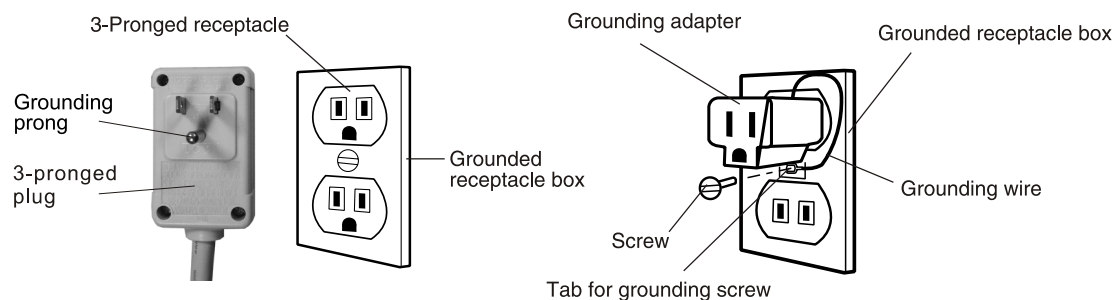 3-Pronged receptacle
Grounding
prong
3-pronged
plug
Grounded
receptacle box
Grounding adapter
Grounded receptacle box
Grounding wire
Screw
Tab for grounding screw